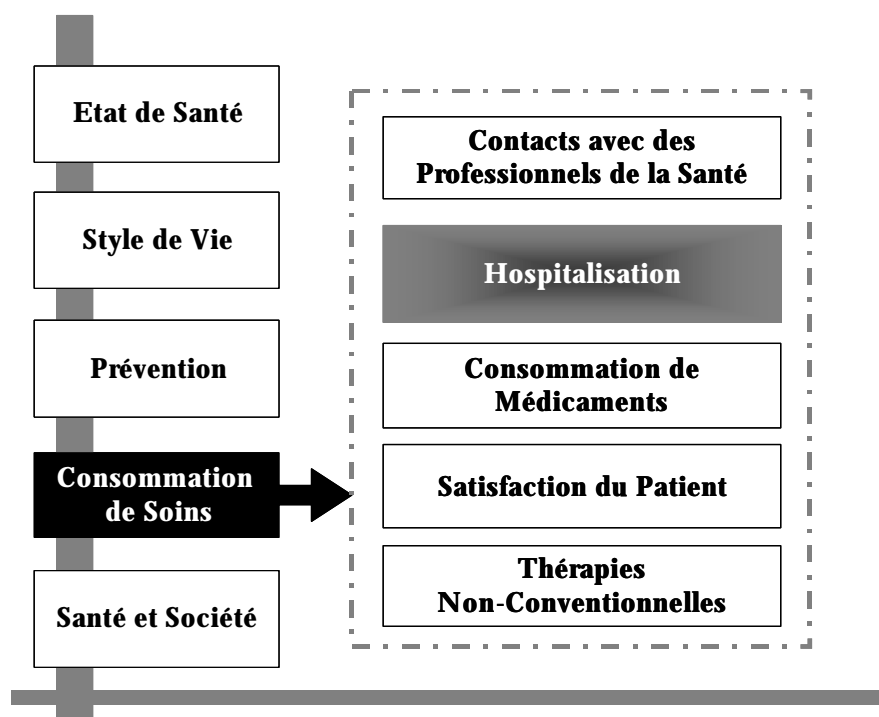 Etat de Santé
Style de Vie
Prévention
Consommation
de Soins
Santé et Société
Contacts avec des
Professionnels de la Santé
Hospitalisation
Consommation de
Médicaments
Satisfaction du Patient
Thérapies
Non-Conventionnelles